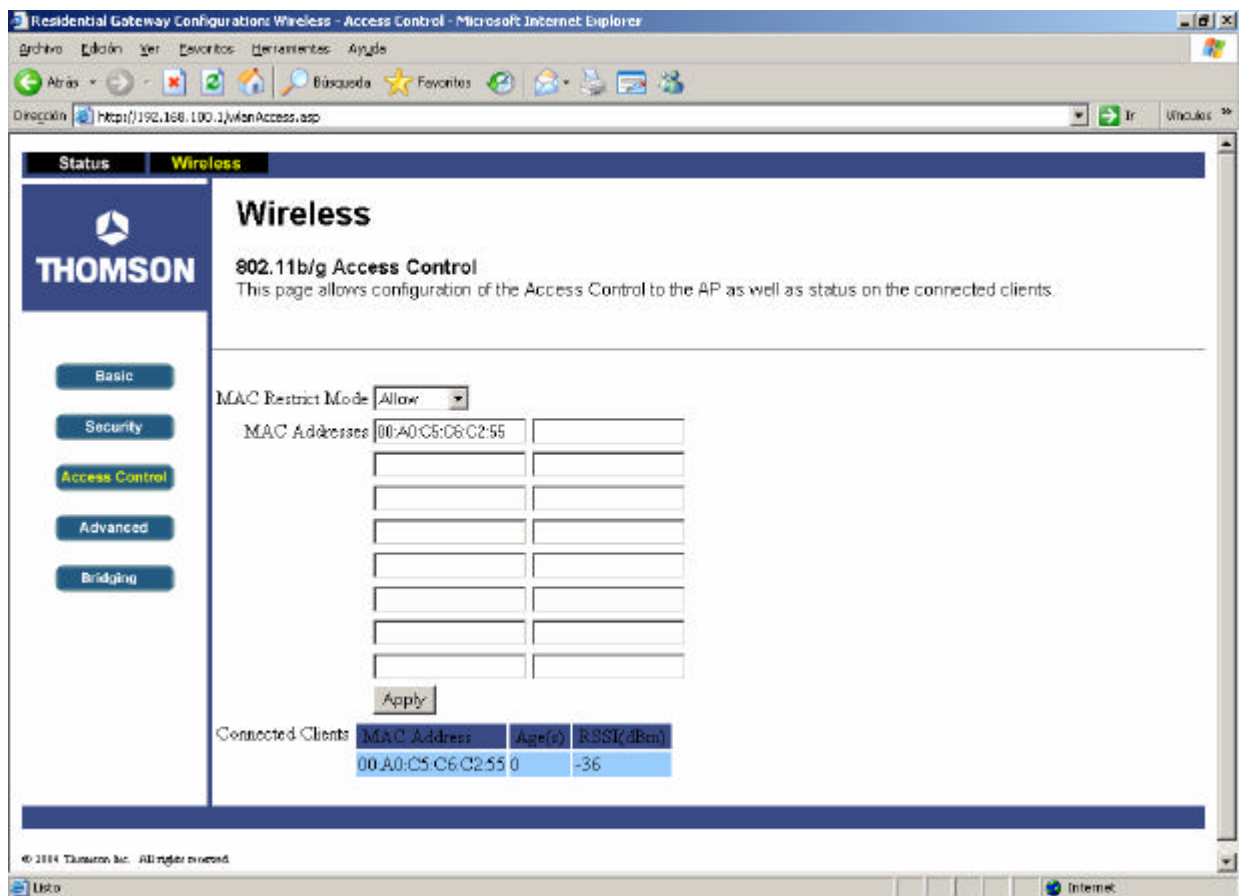 Residential Gateway Configuration: Wireless - Access Control - Microsoft Internet Explorer
Archivo Edición Ver Favoritos Herramientas Ayuda
Atrás Búsqueda Favoritos
Dirección http://192.168.100.1/wlanAccess.asp Ir Vínculos »
Status Wireless
THOMSON
Wireless
802.11b/g Access Control
This page allows configuration of the Access Control to the AP as well as status on the connected clients.
Basic
Security
Access Control
Advanced
Bridging
MAC Restrict Mode Allow
MAC Addresses 00:A0:C5:C6:C2:55
Apply
Connected Clients MAC Address Age(s) RSSI(dBm)
00:A0:C5:C6:C2:55 0 -36
© 2004 Thomson Inc. All rights reserved.
Listo Internet